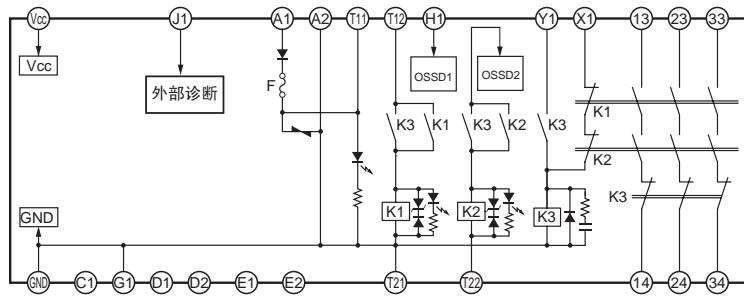 Vcc J1 A1 A2 T11 T12 H1 Y1 X1 13 23 33
Vcc
外部诊断
F
OSSD1
OSSD2
K3 K1 K3 K2 K3
K1
K2
K3
GND
K1
K2
K3
GND C1 G1 D1 D2 E1 E2 T21 T22 14 24 34